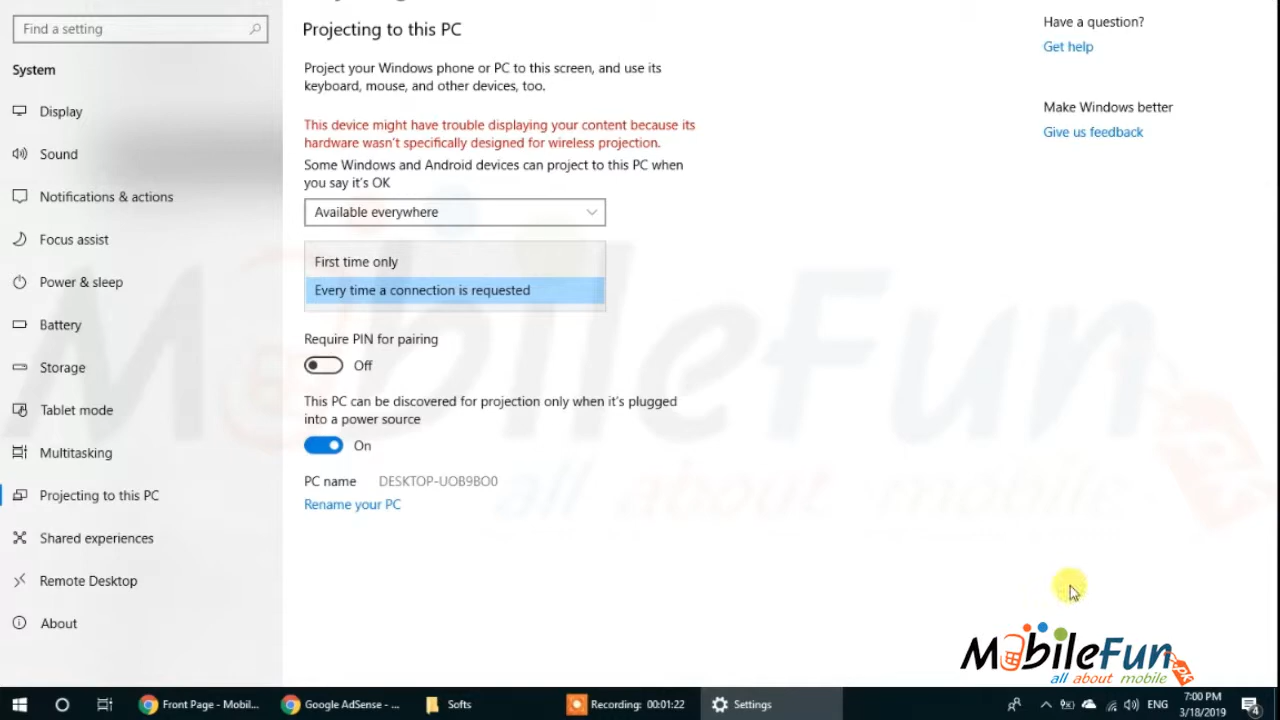 Find a setting
System
Display
Sound
Notifications & actions
Focus assist
Power & sleep
Battery
Storage
Tablet mode
Multitasking
Projecting to this PC
Shared experiences
Remote Desktop
About
Projecting to this PC
Project your Windows phone or PC to this screen, and use its
keyboard, mouse, and other devices, too.
This device might have trouble displaying your content because its
hardware wasn't specifically designed for wireless projection.
Some Windows and Android devices can project to this PC when
you say it's OK
Available everywhere
First time only
Every time a connection is requested
Require PIN for pairing
Off
This PC can be discovered for projection only when it's plugged
into a power source
On
PC name DESKTOP-UOB9BO0
Rename your PC
Have a question?
Get help
Make Windows better
Give us feedback
MobileFun
all about mobile
MobileFun.pk
all about mobile
Front Page - Mobil...
Google AdSense - ...
Softs
Recording: 00:01:22
Settings
ENG
7:00 PM
3/18/2019
4